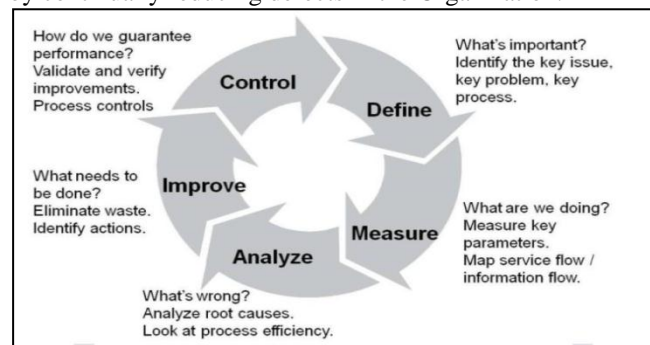 How do we guarantee
performance?
Validate and verify
improvements.
Process controls
Control
What's important?
Identify the key issue,
key problem, key
process.
Define
What needs to
be done?
Eliminate waste.
Identify actions.
Improve
What are we doing?
Measure key
parameters.
Map service flow /
information flow.
Measure
Analyze
What's wrong?
Analyze root causes.
Look at process efficiency.